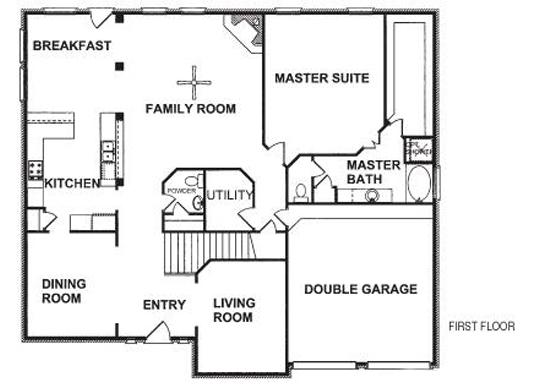 BREAKFAST
MASTER SUITE
FAMILY ROOM
OPT.
SHOWER
MASTER
BATH
KITCHEN
POWDER
UTILITY
DINING
ROOM
ENTRY
LIVING
ROOM
DOUBLE GARAGE
FIRST FLOOR